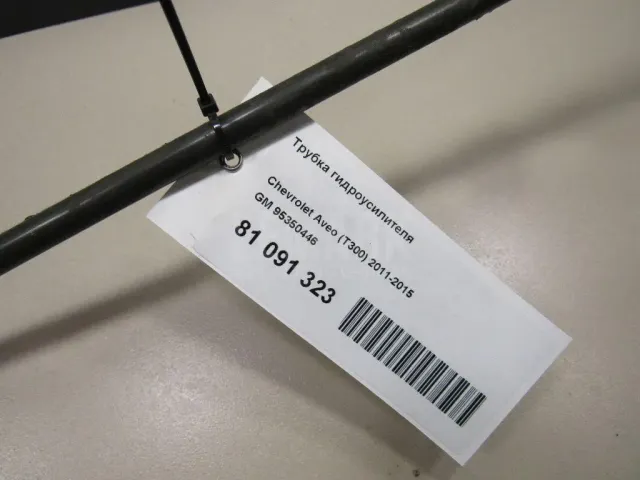 Трубка гидроусилителя
Chevrolet Aveo (T300) 2011-2015
GM 95350446
81 091 323